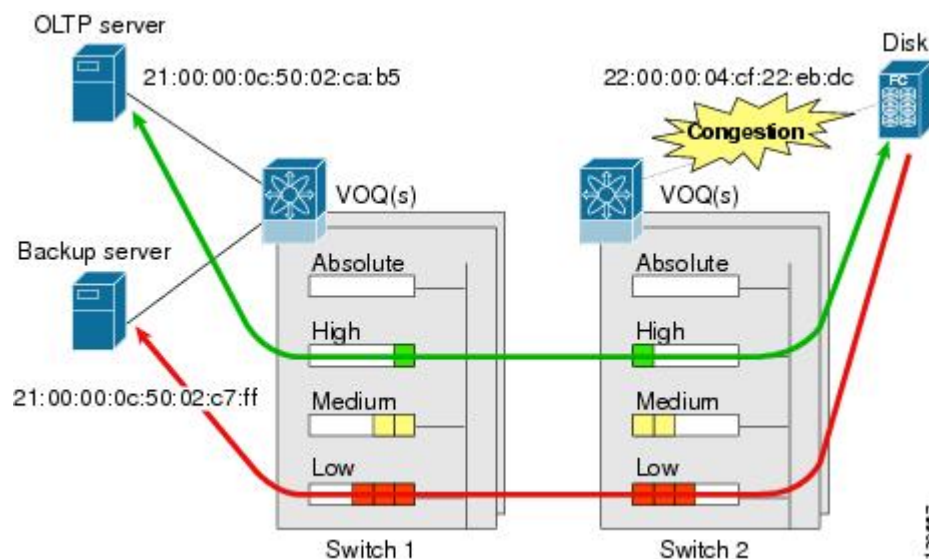 OLTP server
21:00:00:0c:50:02:ca:b5
22:00:00:04:cf:22:eb:dc
Disk
FC
Congestion
VOQ(s)
VOQ(s)
Backup server
Absolute
Absolute
High
High
21:00:00:0c:50:02:c7:ff
Medium
Medium
Low
Low
Switch 1
Switch 2